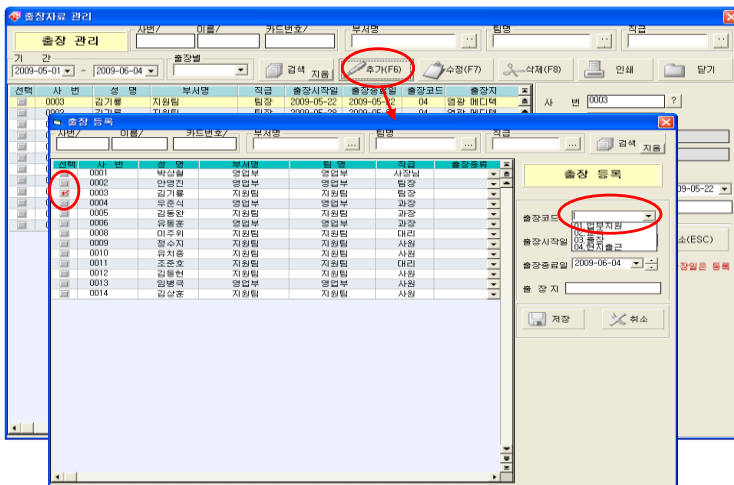 출장자료 관리
출장 관리
사번/ 이름/ 카드번호/ 부서명 팀명 직급
기 간 출장별
2009-05-01 ~ 2009-06-04 검색 지움 추가(F6) 수정(F7) 삭제(F8) 인쇄 닫기
선택 사 번 성 명 부서명 직급 출장시작일 출장종료일 출장코드 출장지
0003 김기룡 지원팀 팀장 2009-05-22 2009-05-22 04 영광 메디텍
사 번 0003 ?
09-05-22
소(ESC)
장일은 등록
출장 등록
사번/ 이름/ 카드번호/ 부서명 팀명 직급
... ... ... 검색 지움
선택 사 번 성 명 부서명 팀 명 직급 출장종류
0001 박상철 영업부 영업부 사장님
0002 안영진 영업부 영업부 팀장
0003 김기룡 지원팀 지원팀 팀장
0004 우준식 영업부 영업부 과장
0005 김동완 지원팀 지원팀 과장
0006 유동훈 영업부 영업부 과장
0008 이주위 지원팀 지원팀 대리
0009 정수지 지원팀 지원팀 사원
0010 유치종 지원팀 지원팀 사원
0011 조준호 지원팀 지원팀 대리
0012 김동현 지원팀 지원팀 사원
0013 임병극 영업부 영업부 사원
0014 김상훈 지원팀 지원팀 사원
출장 등록
출장코드
01.업무지원
03.출장
04.현지출근
출장시작일
출장종료일 2009-06-04
출 장 지
저장 취소